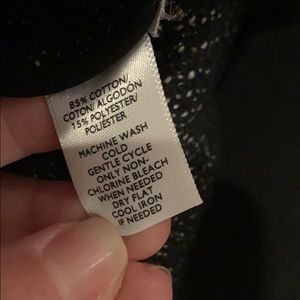 85% COTTON/
COTON/ALGODON
15% POLYESTER/
POLIESTER
MACHINE WASH
COLD
GENTLE CYCLE
ONLY NON-
CHLORINE BLEACH
WHEN NEEDED
DRY FLAT
COOL IRON
IF NEEDED